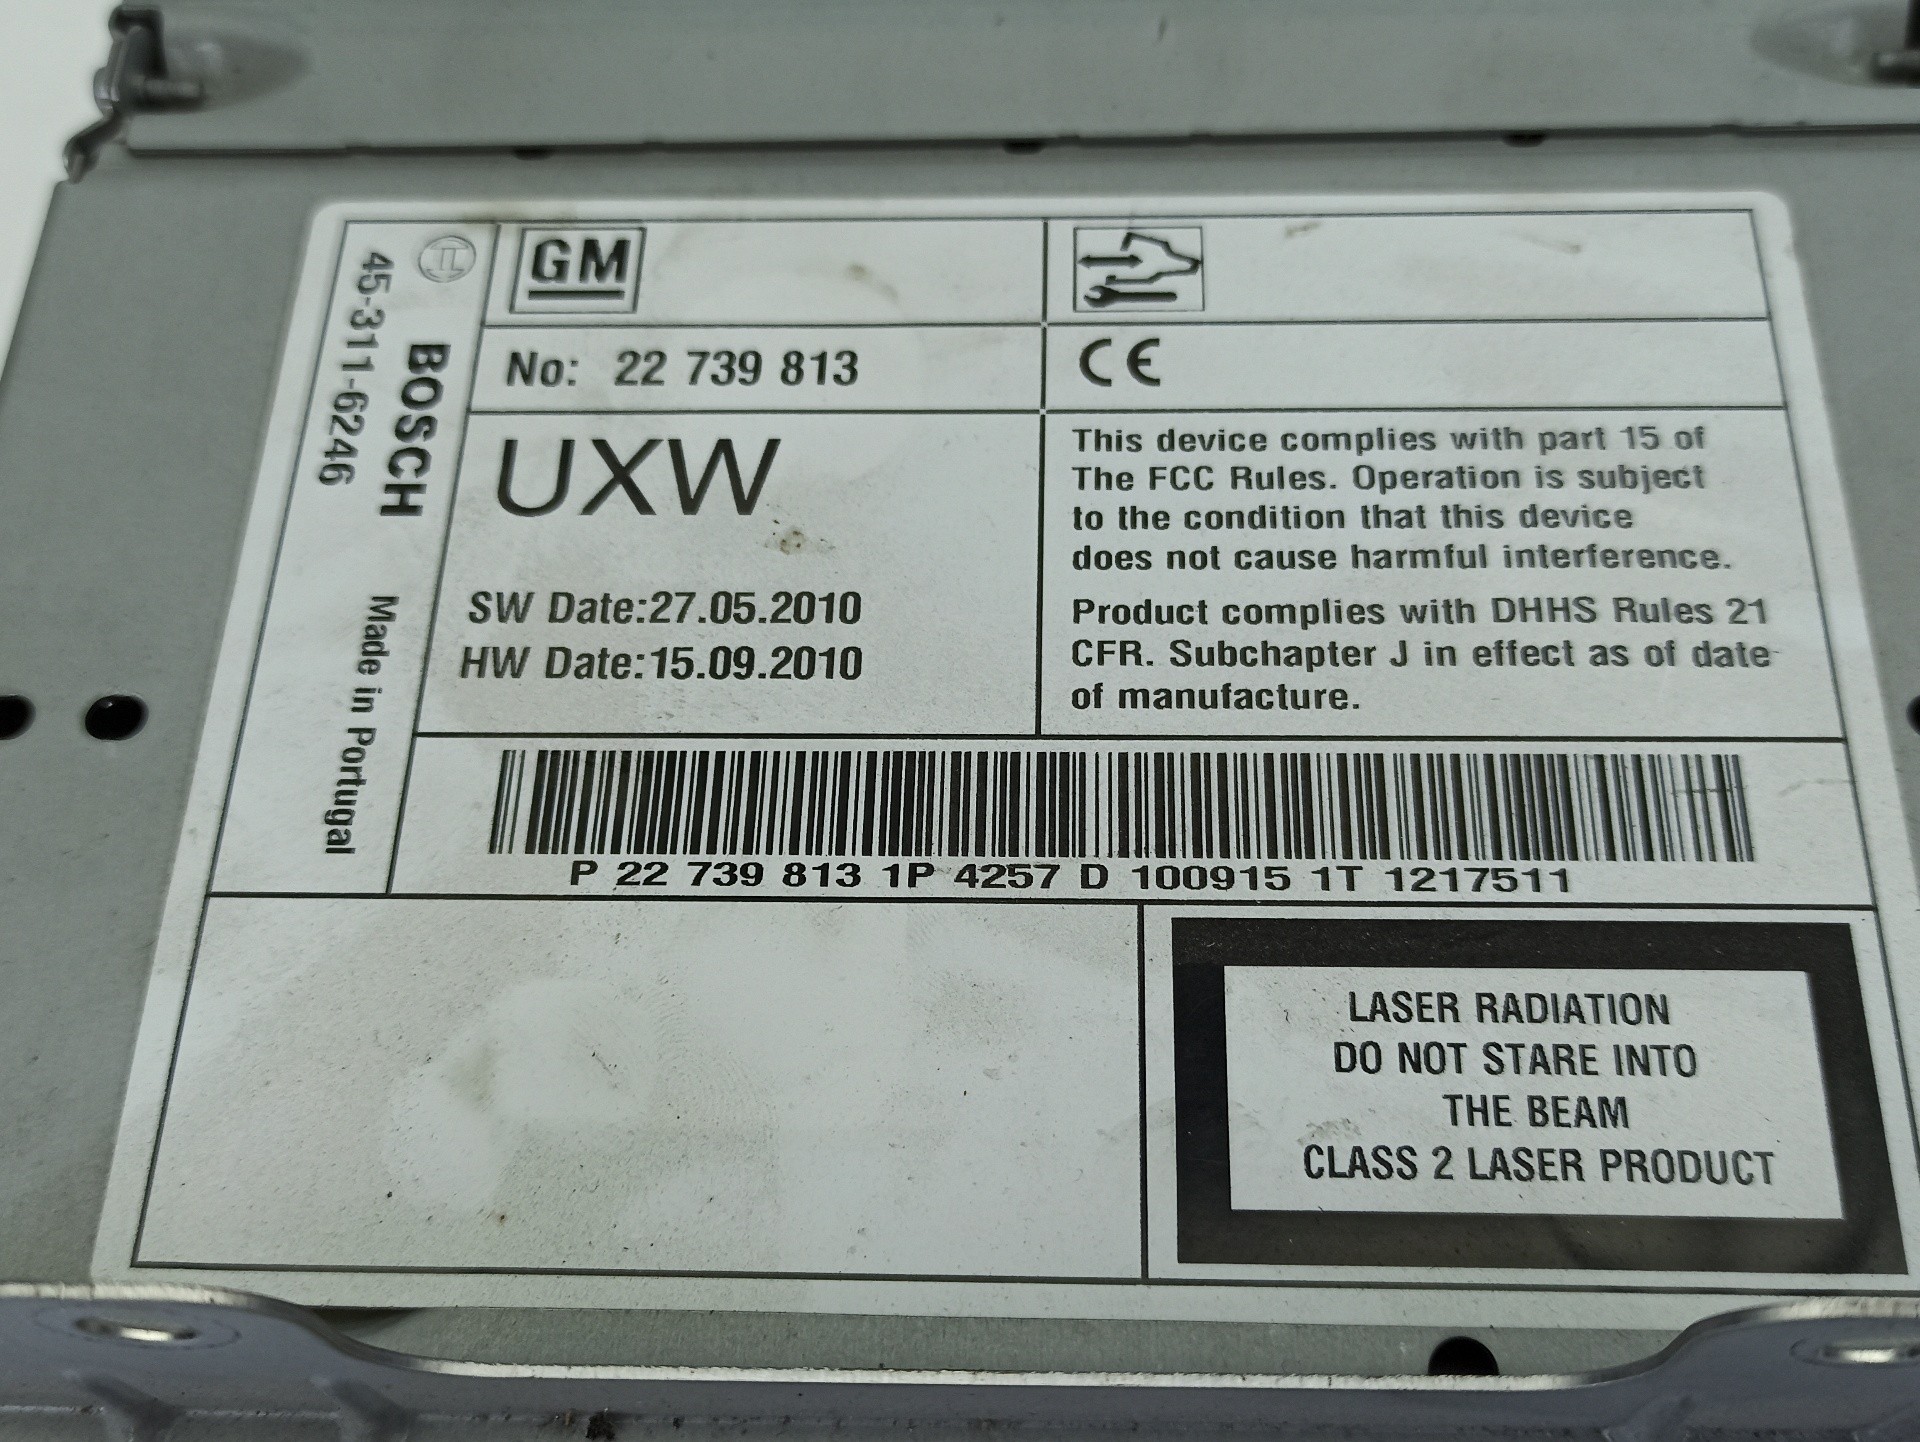 GM
No: 22 739 813
UXW
SW Date:27.05.2010
HW Date:15.09.2010
CE
This device complies with part 15 of
The FCC Rules. Operation is subject
to the condition that this device
does not cause harmful interference.
Product complies with DHHS Rules 21
CFR. Subchapter J in effect as of date
of manufacture.
BOSCH Made in Portugal
45-311-6246
P 22 739 813 1P 4257 D 100915 1T 1217511
LASER RADIATION
DO NOT STARE INTO
THE BEAM
CLASS 2 LASER PRODUCT